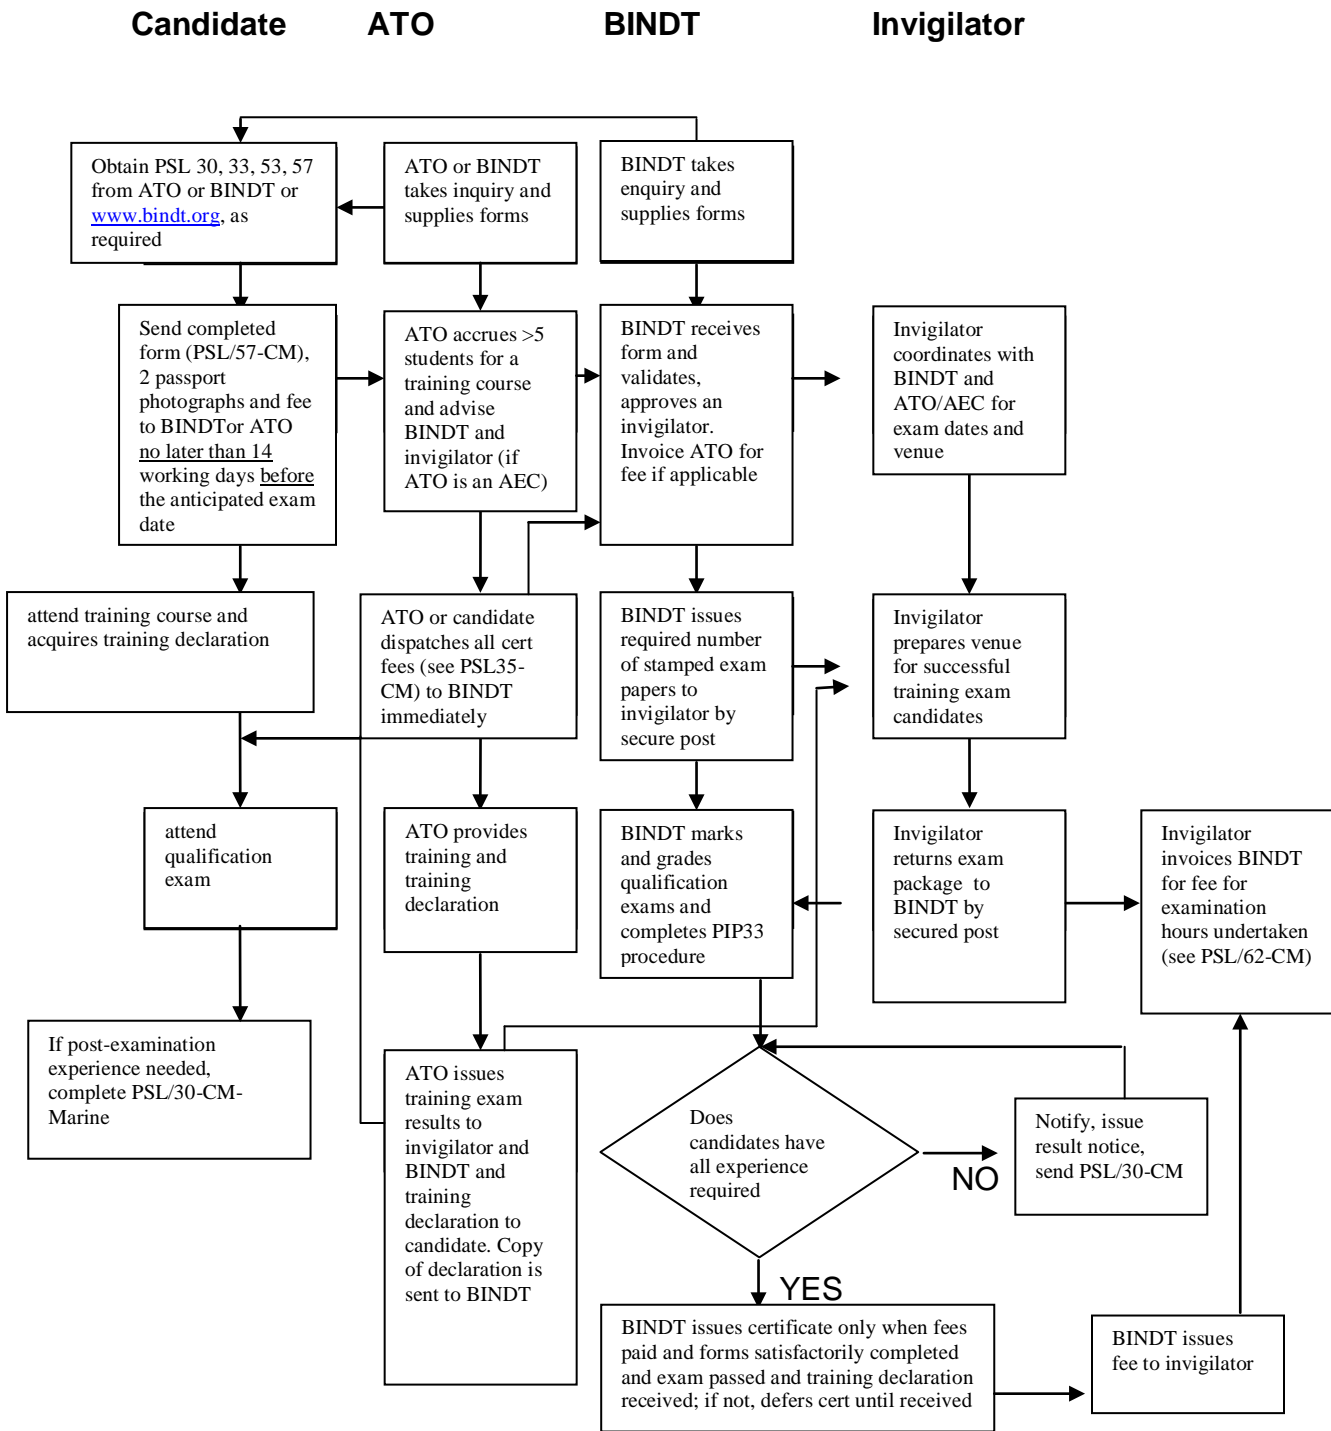 Candidate ATO BINDT Invigilator
Obtain PSL 30, 33, 53, 57
from ATO or BINDT or
www.bindt.org, as
required
ATO or BINDT
takes inquiry and
supplies forms
BINDT takes
enquiry and
supplies forms
Send completed
form (PSL/57-CM),
2 passport
photographs and fee
to BINDTor ATO
no later than 14
working days before
the anticipated exam
date
ATO accrues >5
students for a
training course
and advise
BINDT and
invigilator (if
ATO is an AEC)
BINDT receives
form and
validates,
approves an
invigilator.
Invoice ATO for
fee if applicable
Invigilator
coordinates with
BINDT and
ATO/AEC for
exam dates and
venue
attend training course and
acquires training declaration
ATO or candidate
dispatches all cert
fees (see PSL35-
CM) to BINDT
immediately
BINDT issues
required number
of stamped exam
papers to
invigilator by
secure post
Invigilator
prepares venue
for successful
training exam
candidates
attend
qualification
exam
ATO provides
training and
training
declaration
BINDT marks
and grades
qualification
exams and
completes PIP33
procedure
Invigilator
returns exam
package to
BINDT by
secured post
Invigilator
invoices BINDT
for fee for
examination
hours undertaken
(see PSL/62-CM)
If post-examination
experience needed,
complete PSL/30-CM-
Marine
ATO issues
training exam
results to
invigilator and
BINDT and
training
declaration to
candidate. Copy
of declaration is
sent to BINDT
Does
candidates have
all experience
required
NO
Notify, issue
result notice,
send PSL/30-CM
YES
BINDT issues certificate only when fees
paid and forms satisfactorily completed
and exam passed and training declaration
received; if not, defers cert until received
BINDT issues
fee to invigilator